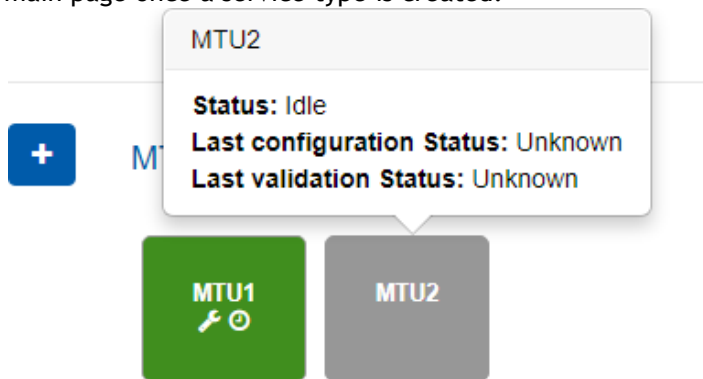 main page once a service type is created.
MTU2
Status: Idle
Last configuration Status: Unknown
Last validation Status: Unknown
+
MTU1
MTU2